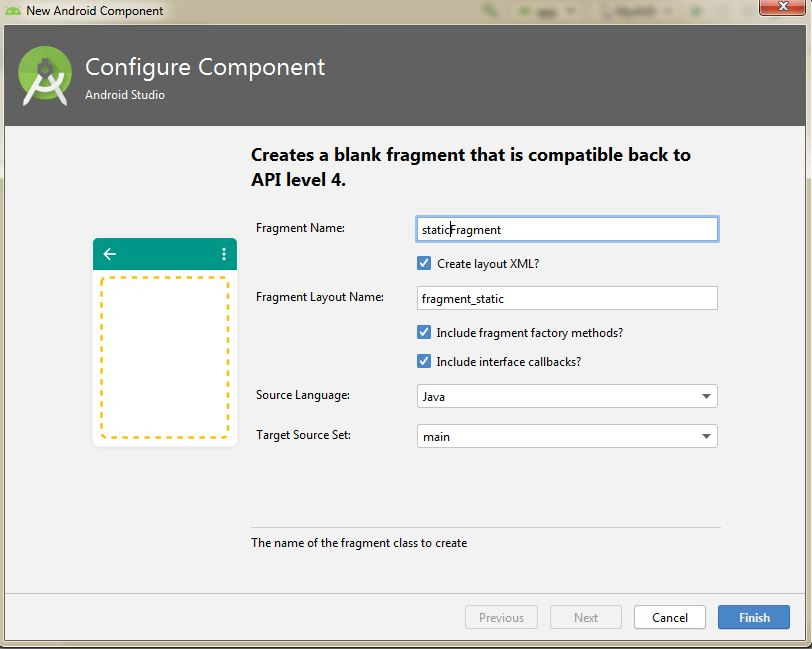 New Android Component
Configure Component
Android Studio
Creates a blank fragment that is compatible back to
API level 4.
Fragment Name:
staticFragment
Create layout XML?
Fragment Layout Name:
fragment_static
Include fragment factory methods?
Include interface callbacks?
Source Language:
Java
Target Source Set:
main
The name of the fragment class to create
Previous
Next
Cancel
Finish